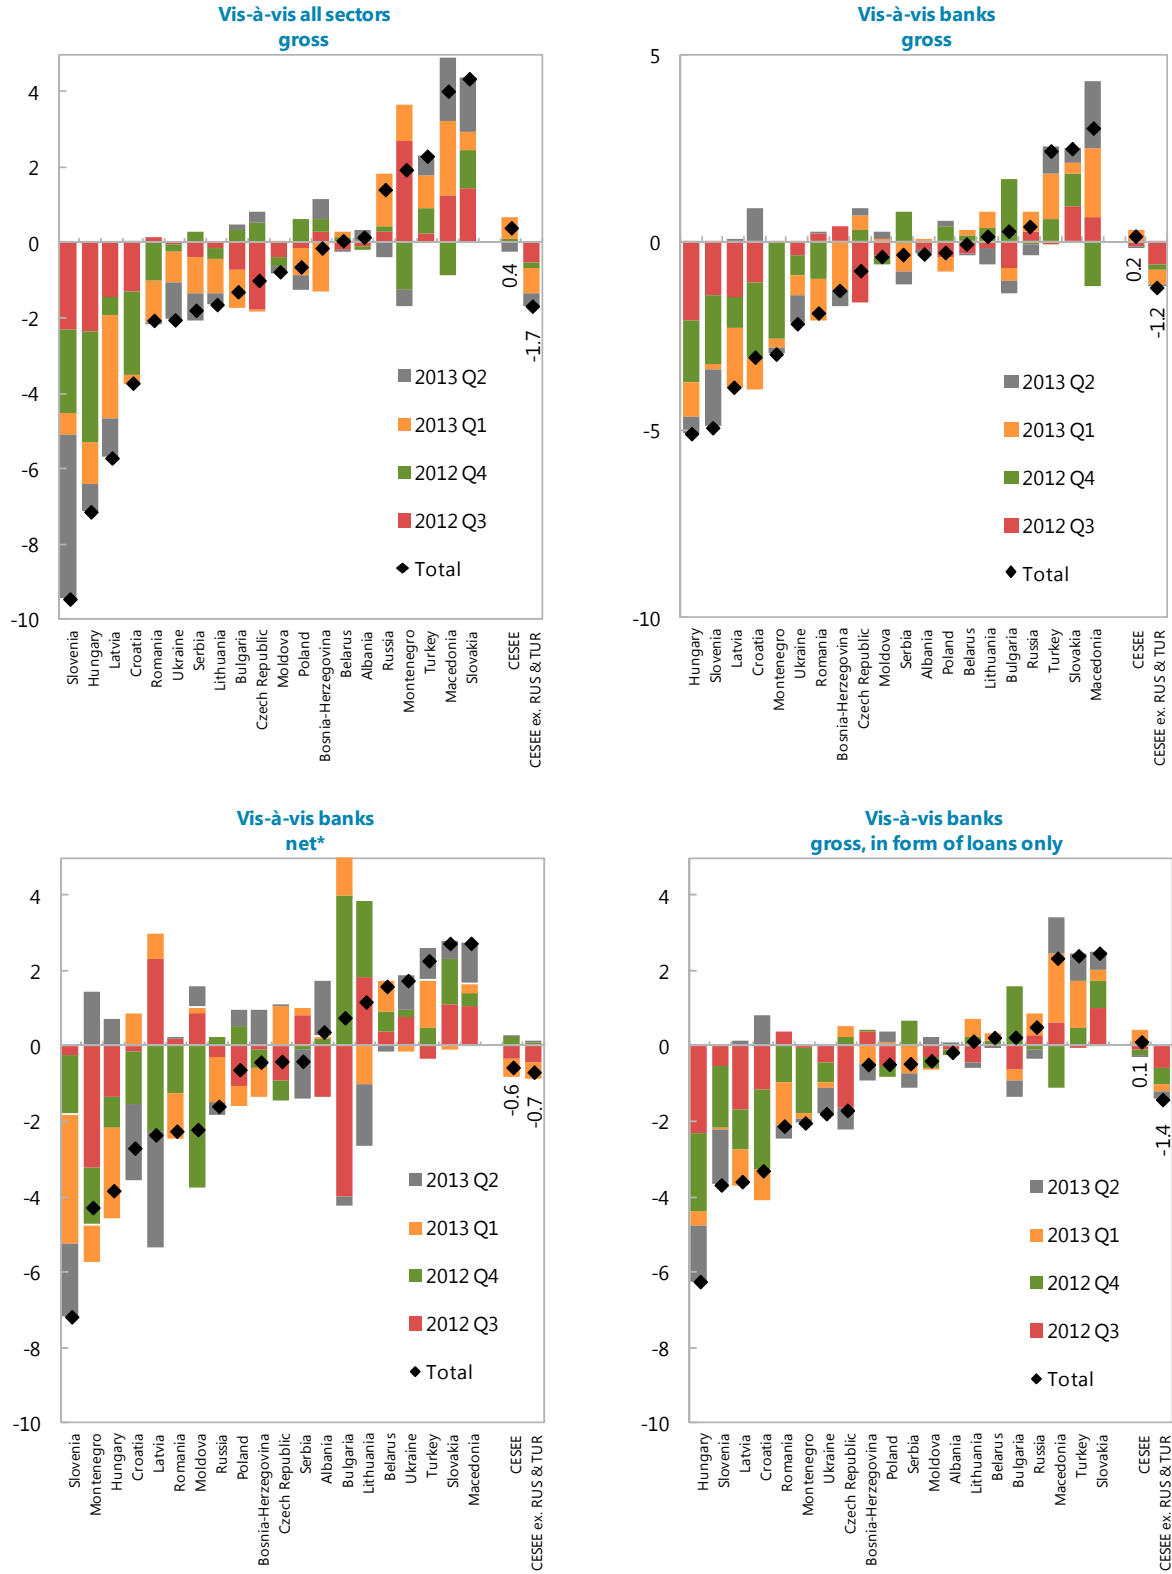 Vis-à-vis all sectors
gross
4
2
0
-2
-4
-6
-8
-10
0.4
-1.7
2013 Q2
2013 Q1
2012 Q4
2012 Q3
Total
Slovenia
Hungary
Latvia
Croatia
Romania
Ukraine
Serbia
Lithuania
Bulgaria
Czech Republic
Moldova
Poland
Bosnia-Herzegovina
Belarus
Albania
Russia
Montenegro
Turkey
Macedonia
Slovakia
CESEE
CESEE ex. RUS & TUR
Vis-à-vis banks
gross
5
0
-5
-10
0.2
-1.2
2013 Q2
2013 Q1
2012 Q4
2012 Q3
Total
Hungary
Slovenia
Latvia
Croatia
Montenegro
Ukraine
Romania
Bosnia-Herzegovina
Czech Republic
Moldova
Serbia
Albania
Poland
Belarus
Lithuania
Bulgaria
Russia
Turkey
Slovakia
Macedonia
CESEE
CESEE ex. RUS & TUR
Vis-à-vis banks
net*
4
2
0
-2
-4
-6
-8
-10
-0.6
-0.7
2013 Q2
2013 Q1
2012 Q4
2012 Q3
Total
Slovenia
Montenegro
Hungary
Croatia
Latvia
Romania
Moldova
Russia
Poland
Bosnia-Herzegovina
Czech Republic
Serbia
Albania
Bulgaria
Lithuania
Belarus
Ukraine
Turkey
Slovakia
Macedonia
CESEE
CESEE ex. RUS & TUR
Vis-à-vis banks
gross, in form of loans only
4
2
0
-2
-4
-6
-8
-10
0.1
-1.4
2013 Q2
2013 Q1
2012 Q4
2012 Q3
Total
Hungary
Slovenia
Latvia
Croatia
Romania
Montenegro
Ukraine
Czech Republic
Bosnia-Herzegovina
Poland
Serbia
Moldova
Albania
Lithuania
Belarus
Bulgaria
Russia
Macedonia
Turkey
Slovakia
CESEE
CESEE ex. RUS & TUR